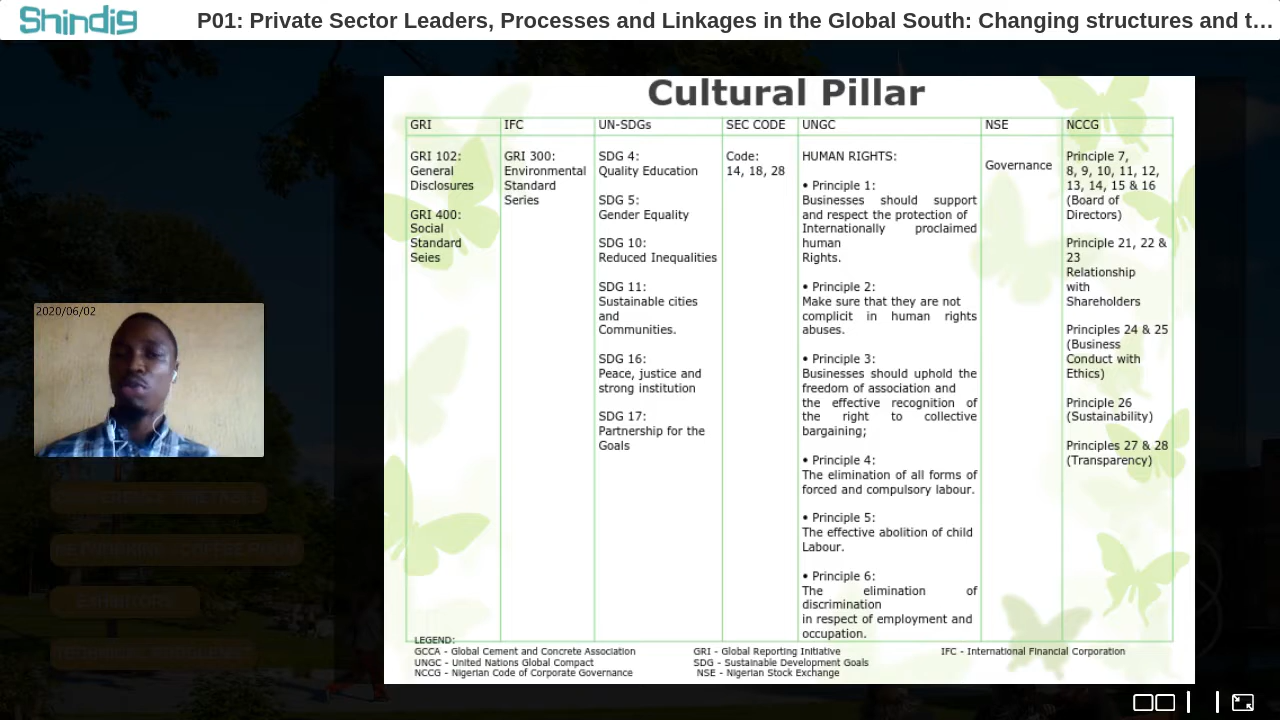 Shindig
P01: Private Sector Leaders, Processes and Linkages in the Global South: Changing structures and t…
Cultural Pillar
GRI
IFC
UN-SDGs
SEC CODE
UNGC
NSE
NCCG
GRI 102:
General
Disclosures
GRI 400:
Social
Standard
Seies
GRI 300:
Environmental
Standard
Series
SDG 4:
Quality Education
SDG 5:
Gender Equality
SDG 10:
Reduced Inequalities
SDG 11:
Sustainable cities
and
Communities.
SDG 16:
Peace, justice and
strong institution
SDG 17:
Partnership for the
Goals
Code:
14, 18, 28
HUMAN RIGHTS:
• Principle 1:
Businesses should support
and respect the protection of
Internationally proclaimed
human
Rights.
• Principle 2:
Make sure that they are not
complicit in human rights
abuses.
• Principle 3:
Businesses should uphold the
freedom of association and
the effective recognition of
the right to collective
bargaining;
• Principle 4:
The elimination of all forms of
forced and compulsory labour.
• Principle 5:
The effective abolition of child
Labour.
• Principle 6:
The elimination of
discrimination
in respect of employment and
occupation.
Governance
Principle 7,
8, 9, 10, 11, 12,
13, 14, 15 & 16
(Board of
Directors)
Principle 21, 22 &
23
Relationship
with
Shareholders
Principles 24 & 25
(Business
Conduct with
Ethics)
Principle 26
(Sustainability)
Principles 27 & 28
(Transparency)
LEGEND:
GCCA - Global Cement and Concrete Association
GRI - Global Reporting Initiative
IFC - International Financial Corporation
UNGC - United Nations Global Compact
SDG - Sustainable Development Goals
NCCG - Nigerian Code of Corporate Governance
NSE - Nigerian Stock Exchange
2020/06/02